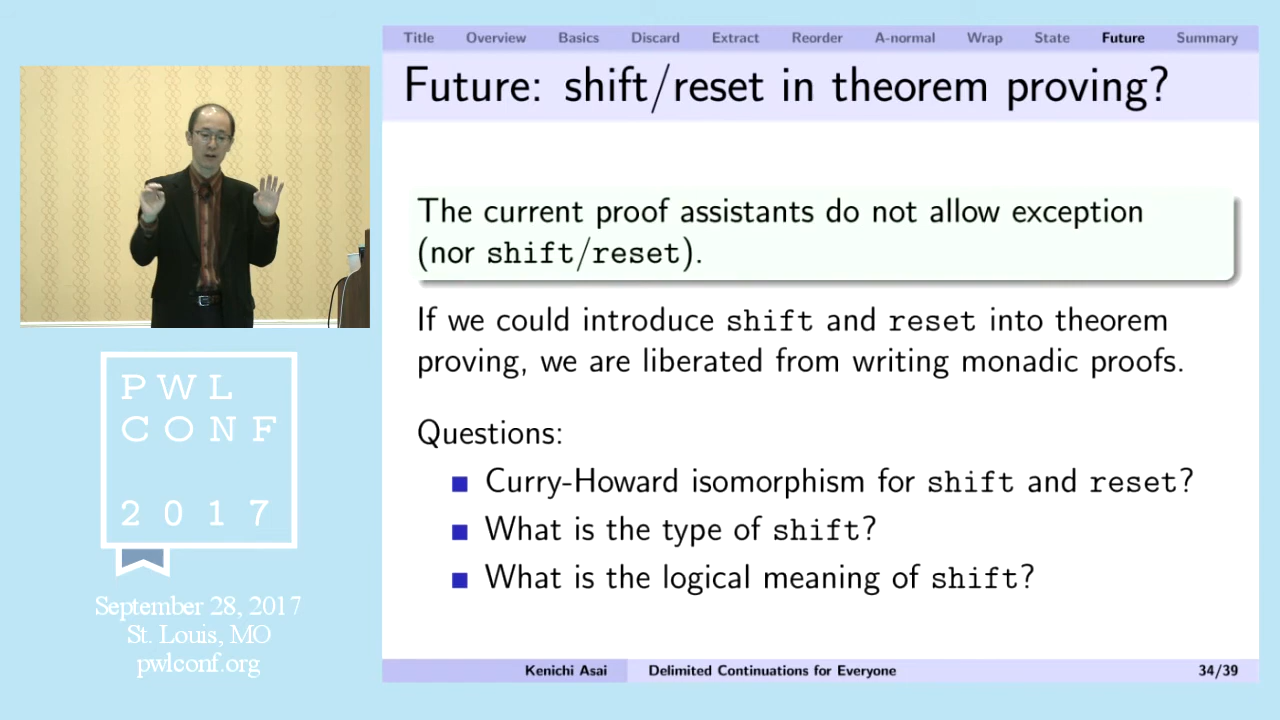 Title Overview Basics Discard Extract Reorder A-normal Wrap State Future Summary
Future: shift/reset in theorem proving?
The current proof assistants do not allow exception
(nor shift/reset).
If we could introduce shift and reset into theorem
proving, we are liberated from writing monadic proofs.
Questions:
Curry-Howard isomorphism for shift and reset?
What is the type of shift?
What is the logical meaning of shift?
Kenichi Asai Delimited Continuations for Everyone 34/39
PWL
CONF
2017
September 28, 2017
St. Louis, MO
pwlconf.org